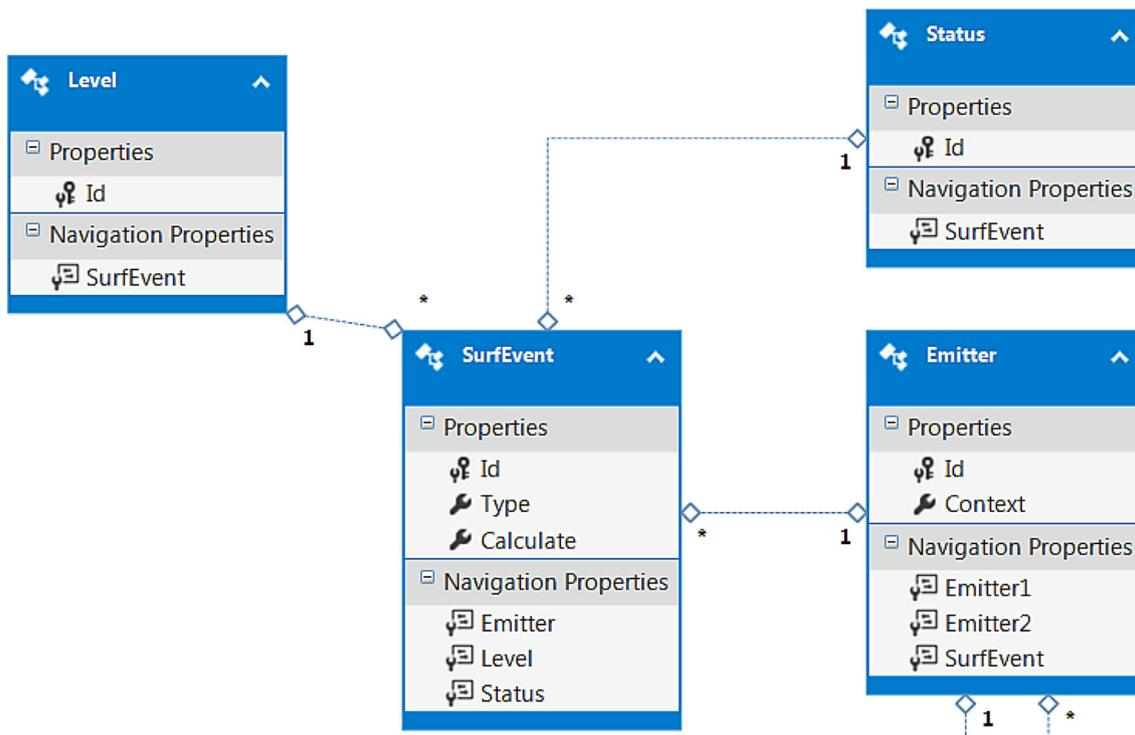 Level
Properties
Id
Navigation Properties
SurfEvent
1
*
Status
Properties
Id
Navigation Properties
SurfEvent
1
*
SurfEvent
Properties
Id
Type
Calculate
Navigation Properties
Emitter
Level
Status
*
1
Emitter
Properties
Id
Context
Navigation Properties
Emitter1
Emitter2
SurfEvent
1
*